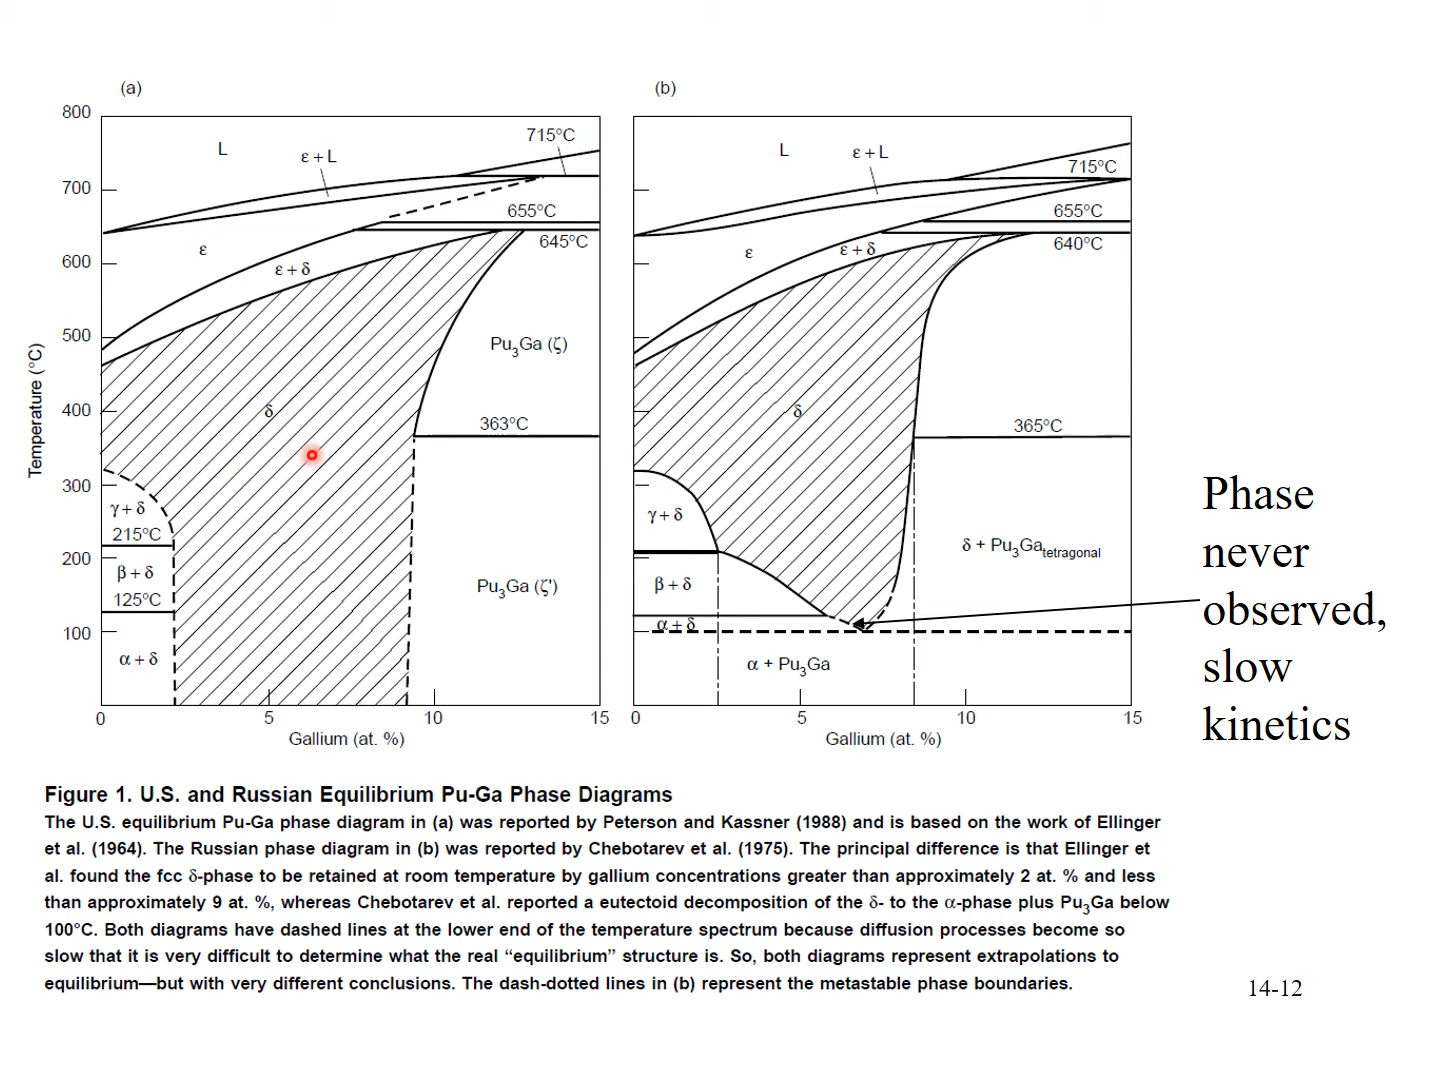 (a)
(b)
800
700
600
500
400
300
200
100
Temperature (°C)
L
ε + L
715°C
655°C
645°C
ε
ε + δ
Pu3Ga (ζ)
δ
363°C
γ + δ
215°C
β + δ
125°C
α + δ
Pu3Ga (ζ')
0
5
10
15
Gallium (at. %)
L
ε + L
715°C
655°C
640°C
ε
ε + δ
δ
365°C
γ + δ
δ + Pu3Gatetragonal
β + δ
α + δ
α + Pu3Ga
0
5
10
15
Gallium (at. %)
Phase
never
observed,
slow
kinetics
Figure 1. U.S. and Russian Equilibrium Pu-Ga Phase Diagrams
The U.S. equilibrium Pu-Ga phase diagram in (a) was reported by Peterson and Kassner (1988) and is based on the work of Ellinger
et al. (1964). The Russian phase diagram in (b) was reported by Chebotarev et al. (1975). The principal difference is that Ellinger et
al. found the fcc δ-phase to be retained at room temperature by gallium concentrations greater than approximately 2 at. % and less
than approximately 9 at. %, whereas Chebotarev et al. reported a eutectoid decomposition of the δ- to the α-phase plus Pu3Ga below
100°C. Both diagrams have dashed lines at the lower end of the temperature spectrum because diffusion processes become so
slow that it is very difficult to determine what the real “equilibrium” structure is. So, both diagrams represent extrapolations to
equilibrium—but with very different conclusions. The dash-dotted lines in (b) represent the metastable phase boundaries.
14-12